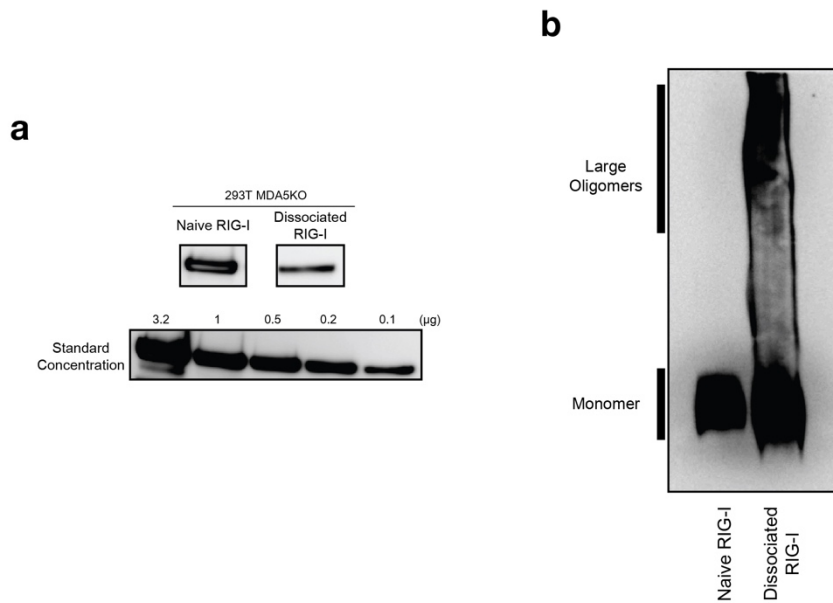 a
293T MDA5KO
Naive RIG-I
Dissociated
RIG-I
3.2 1 0.5 0.2 0.1 (µg)
Standard
Concentration
b
Large
Oligomers
Monomer
Naive RIG-I
Dissociated
RIG-I